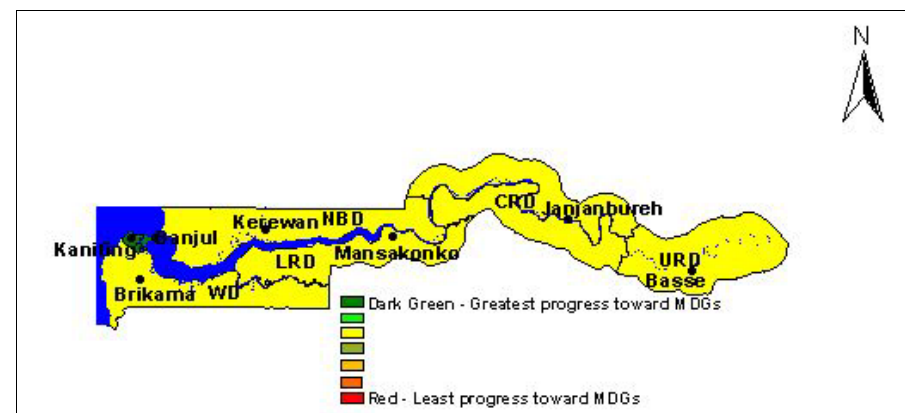 N
CRD
Janjanbureh
Kerewan
NBD
Kanifing
Banjul
Mansakonko
LRD
URD
Basse
Brikama
WD
Dark Green - Greatest progress toward MDGs
Red - Least progress toward MDGs